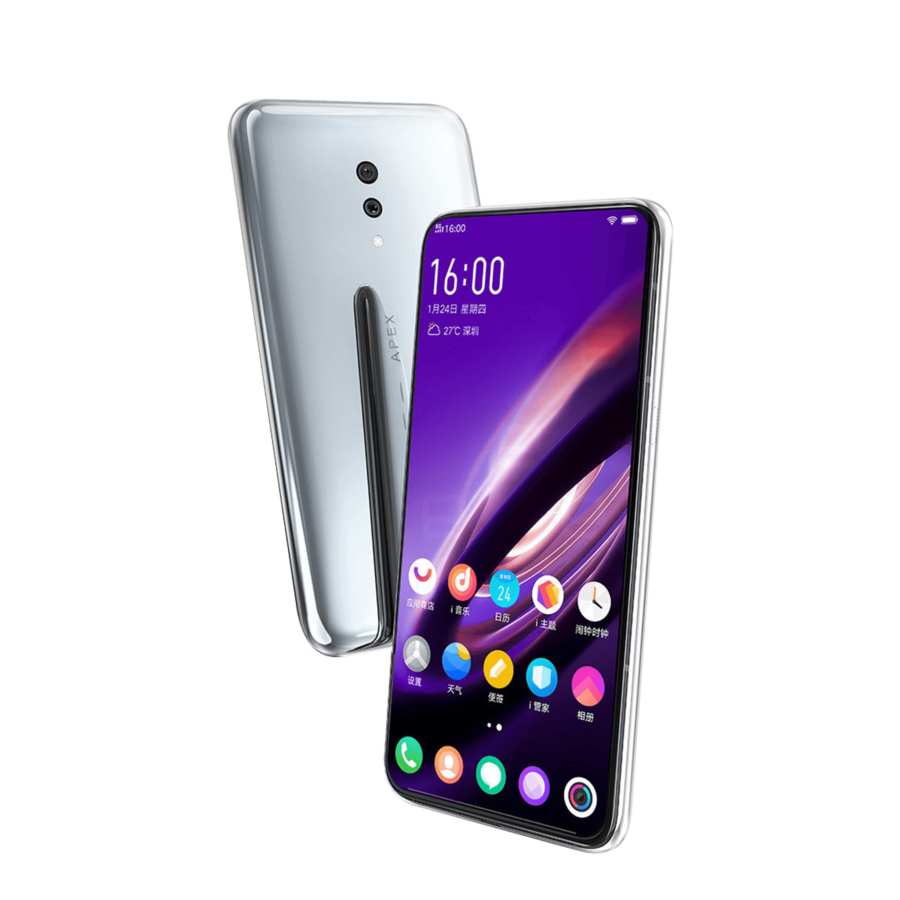 APEX
5G 16:00
16:00
1月24日 星期四
27℃ 深圳
应用商店
i 音乐
24
日历
i 主题
闹钟时钟
设置
天气
便签
i 管家
相册